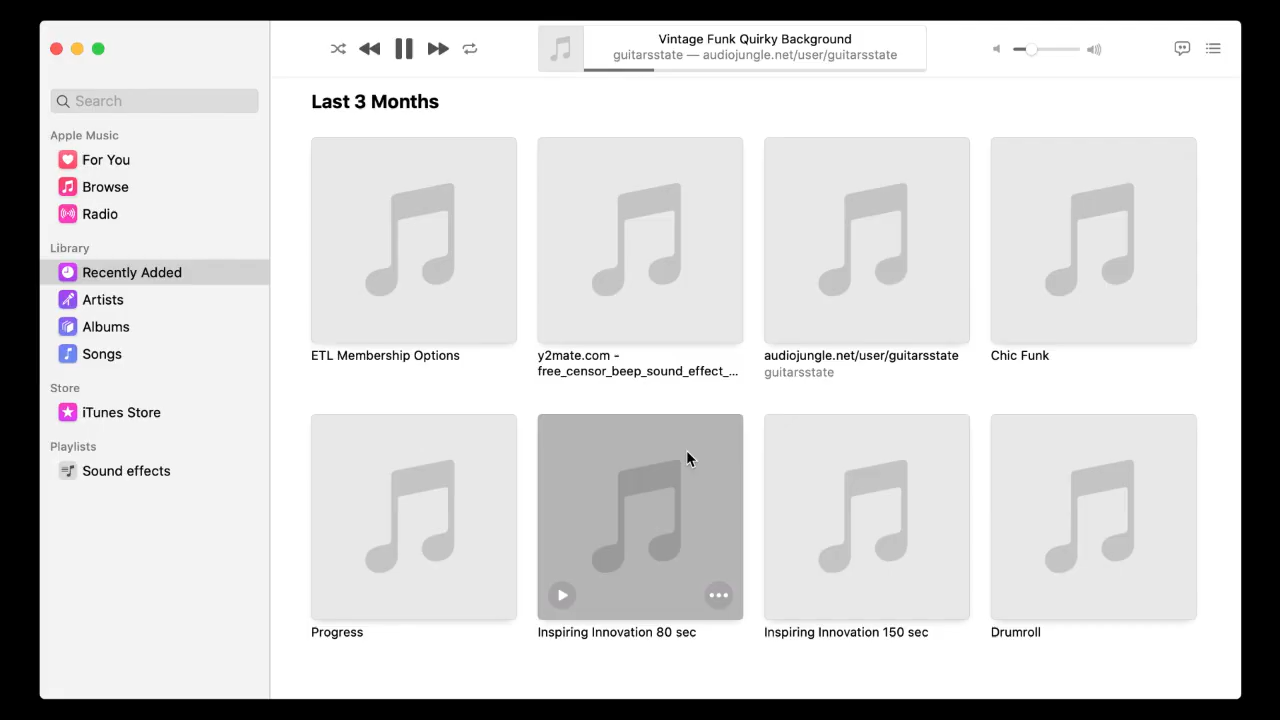 Vintage Funk Quirky Background
guitarsstate — audiojungle.net/user/guitarsstate
Search
Apple Music
For You
Browse
Radio
Library
Recently Added
Artists
Albums
Songs
Store
iTunes Store
Playlists
Sound effects
Last 3 Months
ETL Membership Options
y2mate.com -
free_censor_beep_sound_effect_...
audiojungle.net/user/guitarsstate
guitarsstate
Chic Funk
Progress
Inspiring Innovation 80 sec
Inspiring Innovation 150 sec
Drumroll